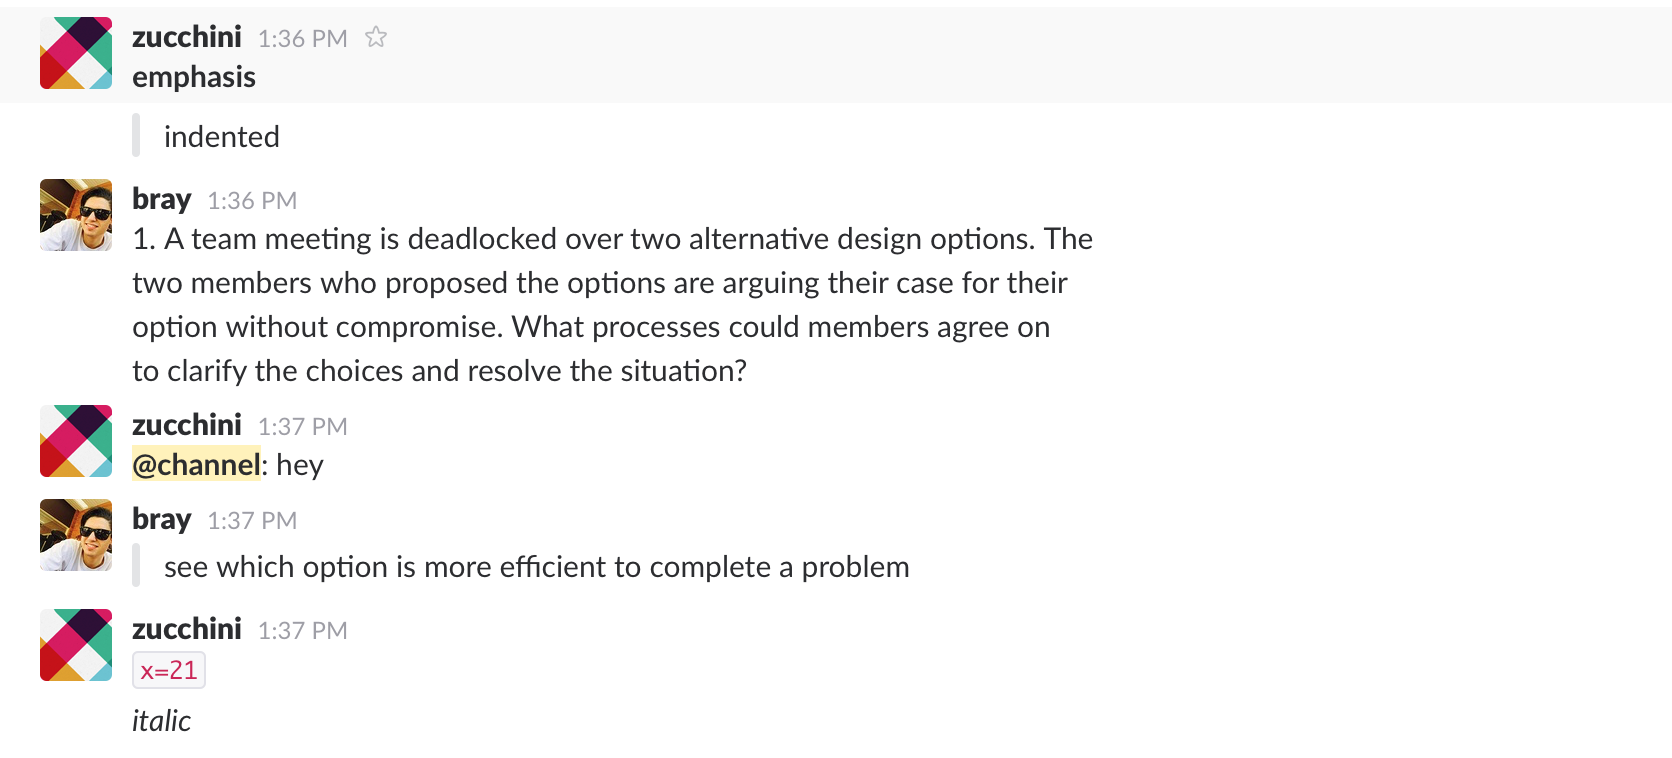 zucchini 1:36 PM ☆
emphasis
indented
bray 1:36 PM
1. A team meeting is deadlocked over two alternative design options. The
two members who proposed the options are arguing their case for their
option without compromise. What processes could members agree on
to clarify the choices and resolve the situation?
zucchini 1:37 PM
@channel: hey
bray 1:37 PM
see which option is more efficient to complete a problem
zucchini 1:37 PM
x=21
italic